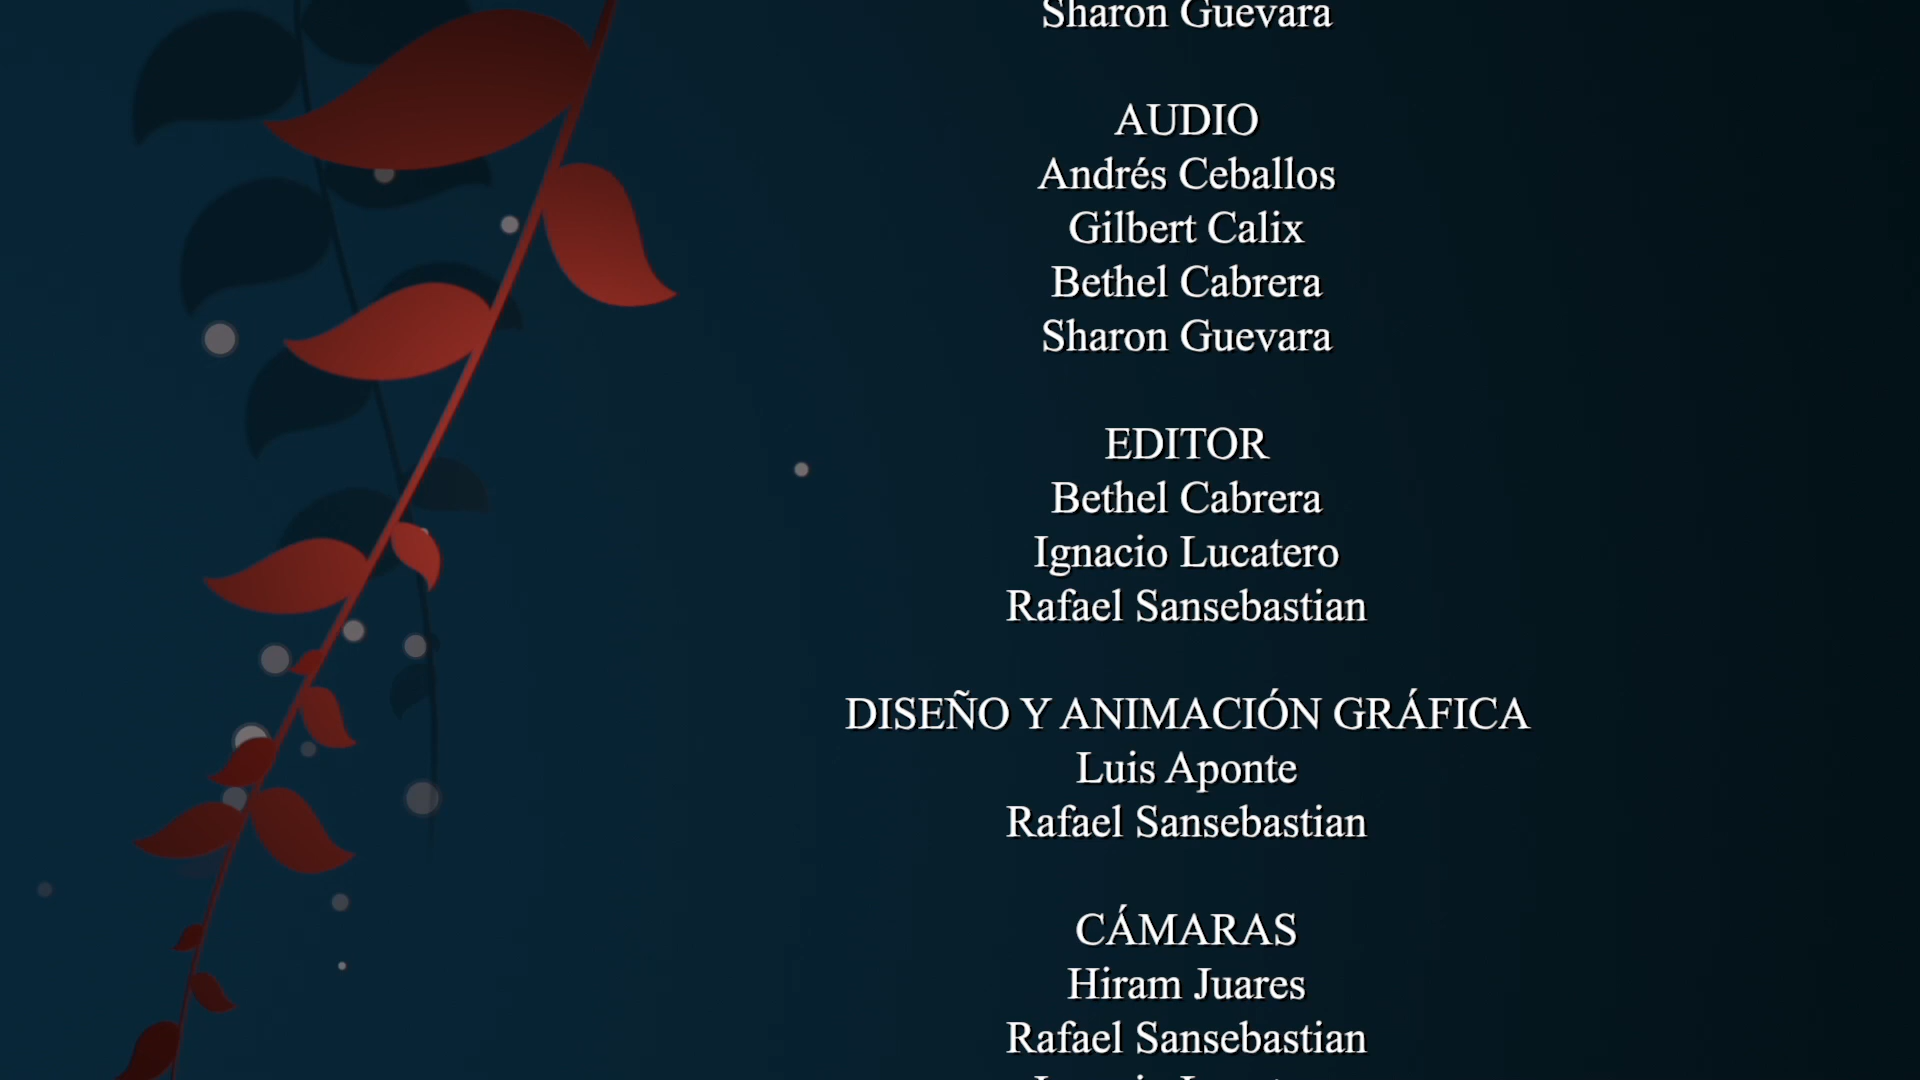 Sharon Guevara
AUDIO
Andrés Ceballos
Gilbert Calix
Bethel Cabrera
Sharon Guevara
EDITOR
Bethel Cabrera
Ignacio Lucatero
Rafael Sansebastian
DISEÑO Y ANIMACIÓN GRÁFICA
Luis Aponte
Rafael Sansebastian
CÁMARAS
Hiram Juares
Rafael Sansebastian